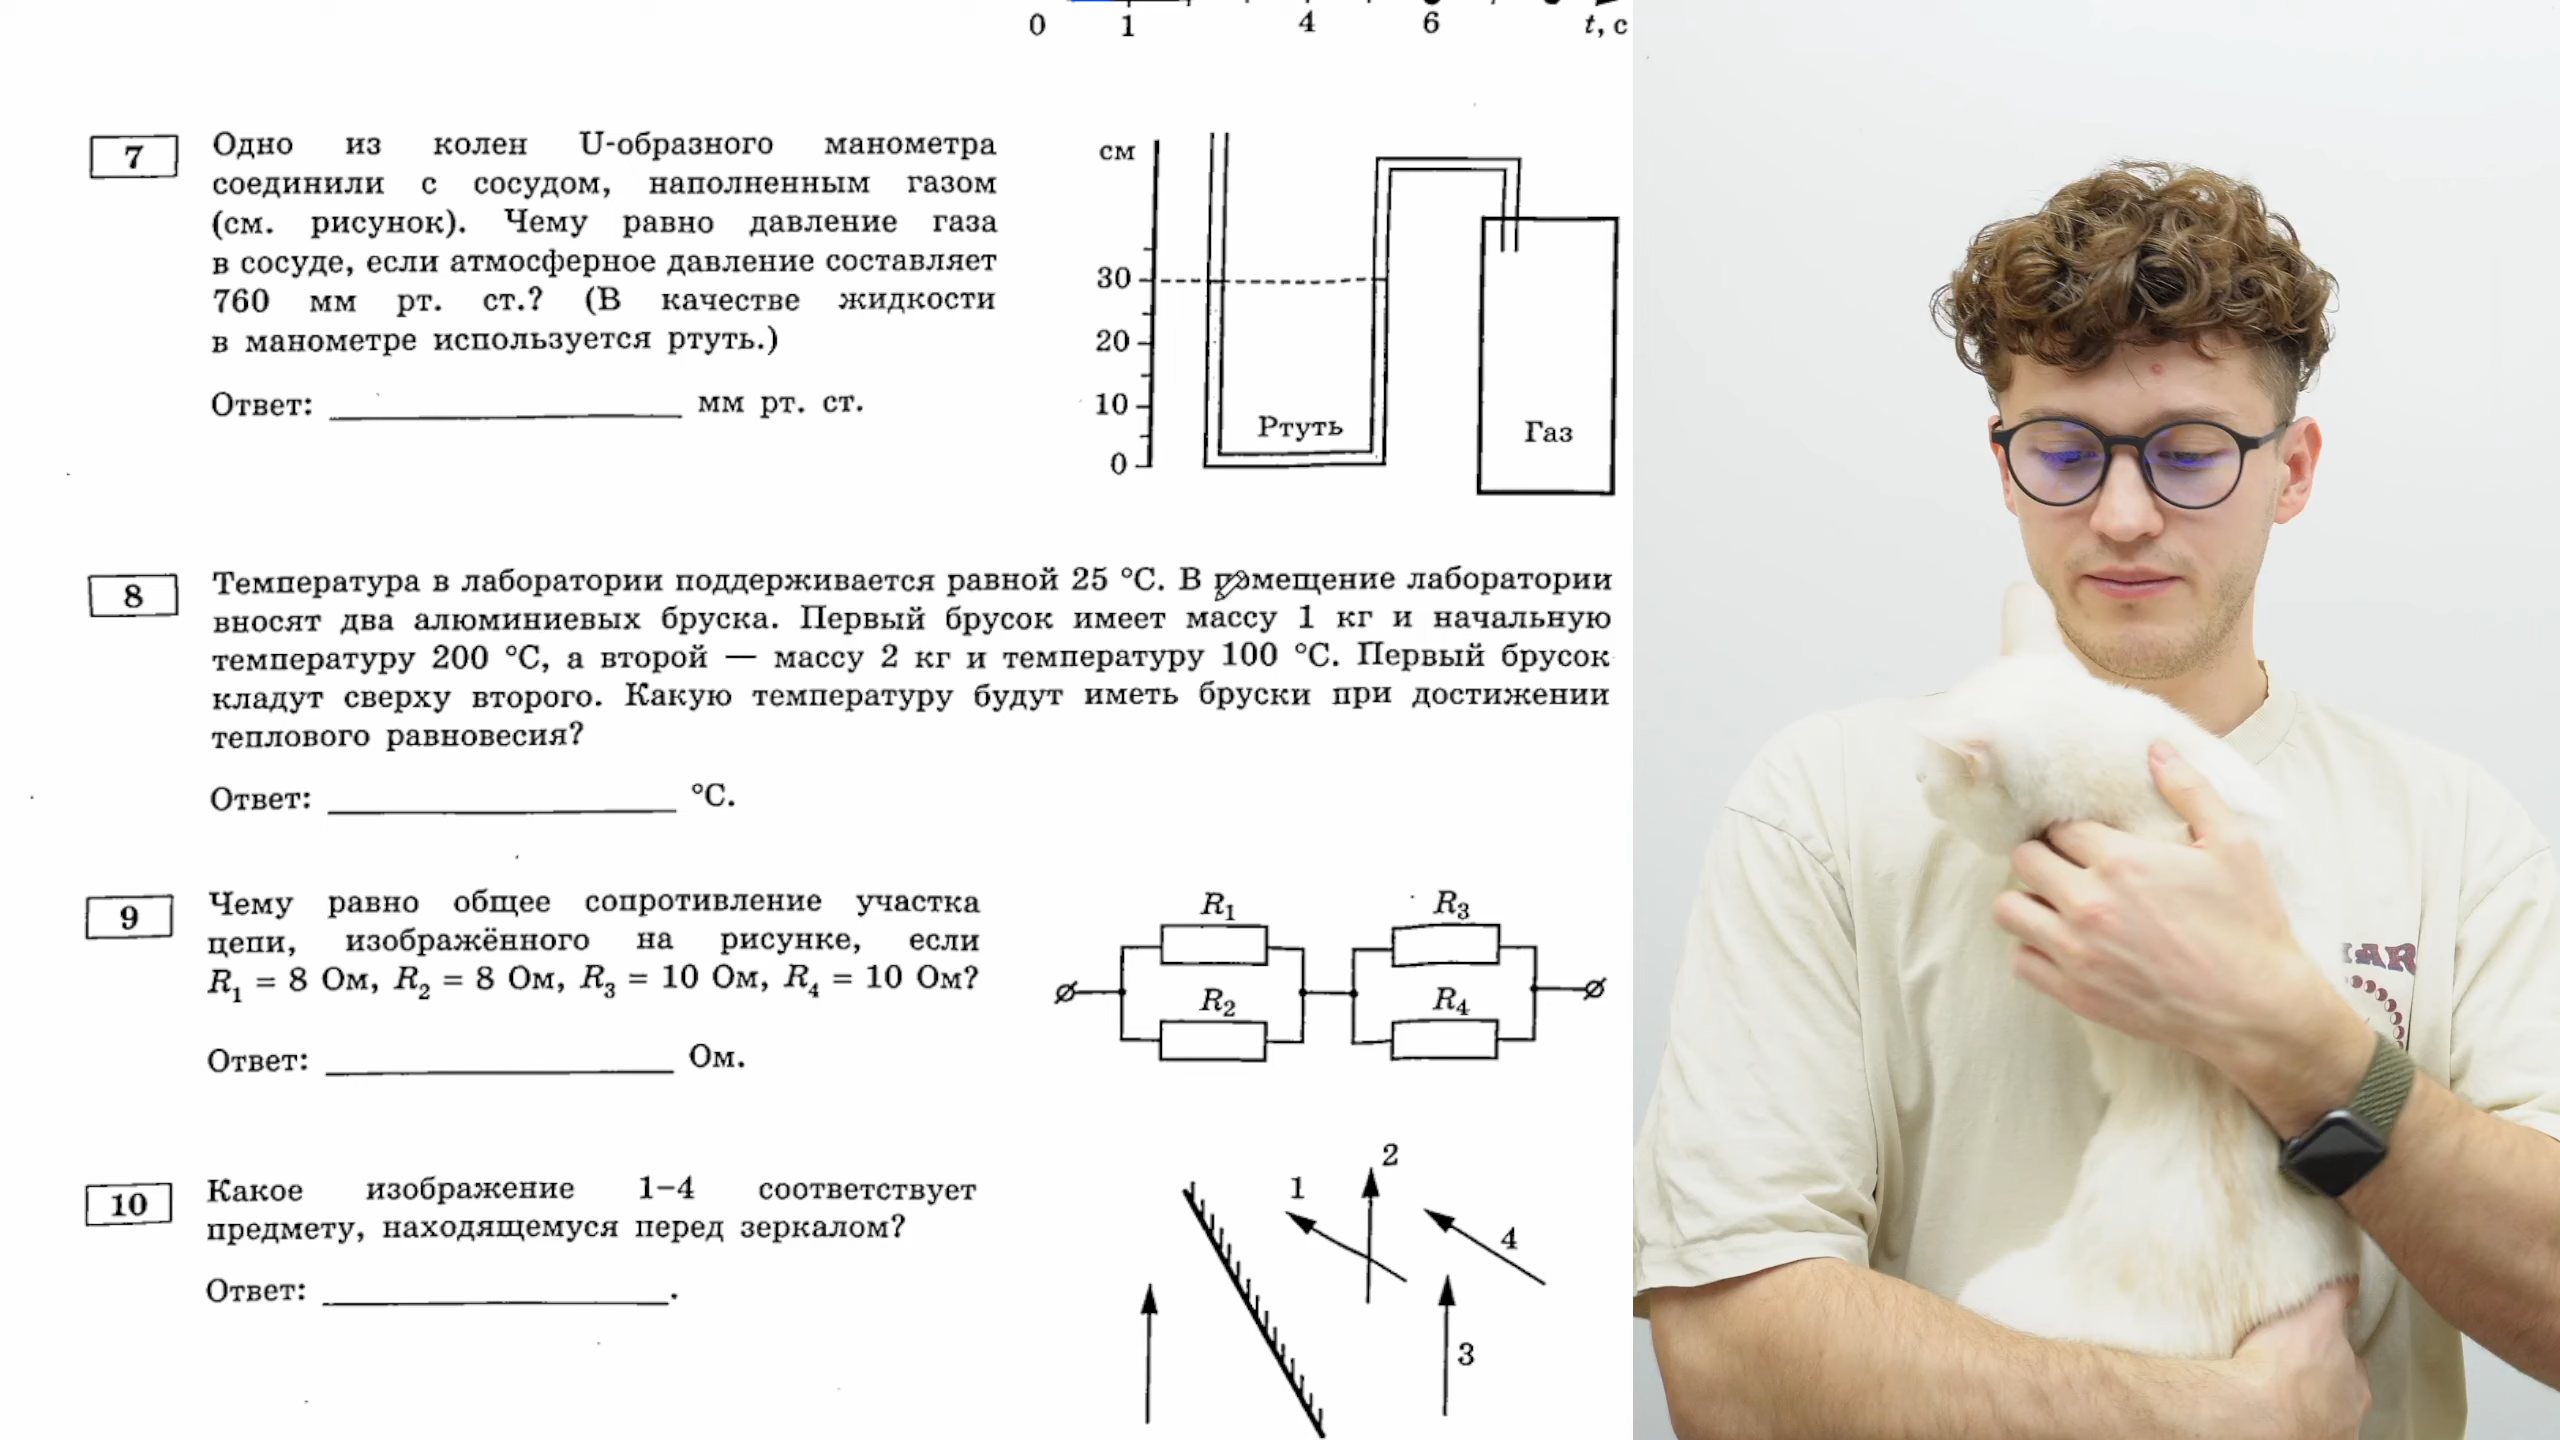 0 1 4 6 t, с
7
Одно из колен U-образного манометра
соединили с сосудом, наполненным газом
(см. рисунок). Чему равно давление газа
в сосуде, если атмосферное давление составляет
760 мм рт. ст.? (В качестве жидкости
в манометре используется ртуть.)
Ответ: мм рт. ст.
см
30
20
10
0
Ртуть
Газ
8
Температура в лаборатории поддерживается равной 25 °С. В помещение лаборатории
вносят два алюминиевых бруска. Первый брусок имеет массу 1 кг и начальную
температуру 200 °С, а второй — массу 2 кг и температуру 100 °С. Первый брусок
кладут сверху второго. Какую температуру будут иметь бруски при достижении
теплового равновесия?
Ответ: °С.
9
Чему равно общее сопротивление участка
цепи, изображённого на рисунке, если
R₁ = 8 Ом, R₂ = 8 Ом, R₃ = 10 Ом, R₄ = 10 Ом?
Ответ: Ом.
R₁ R₃
R₂ R₄
10
Какое изображение 1–4 соответствует
предмету, находящемуся перед зеркалом?
Ответ: .
2
1
4
3